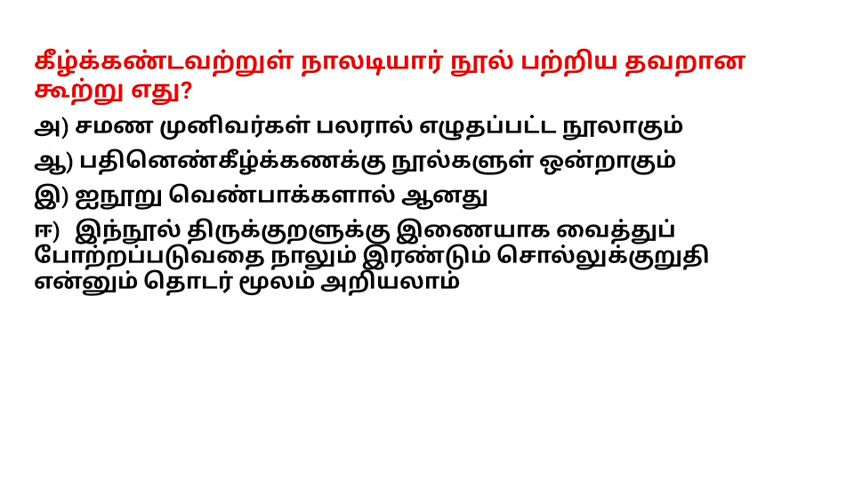 கீழ்க்கண்டவற்றுள் நாலடியார் நூல் பற்றிய தவறான
கூற்று எது?
அ) சமண முனிவர்கள் பலரால் எழுதப்பட்ட நூலாகும்
ஆ) பதினெண்கீழ்க்கணக்கு நூல்களுள் ஒன்றாகும்
இ) ஐநூறு வெண்பாக்களால் ஆனது
ஈ) இந்நூல் திருக்குறளுக்கு இணையாக வைத்துப்
போற்றப்படுவதை நாலும் இரண்டும் சொல்லுக்குறுதி
என்னும் தொடர் மூலம் அறியலாம்